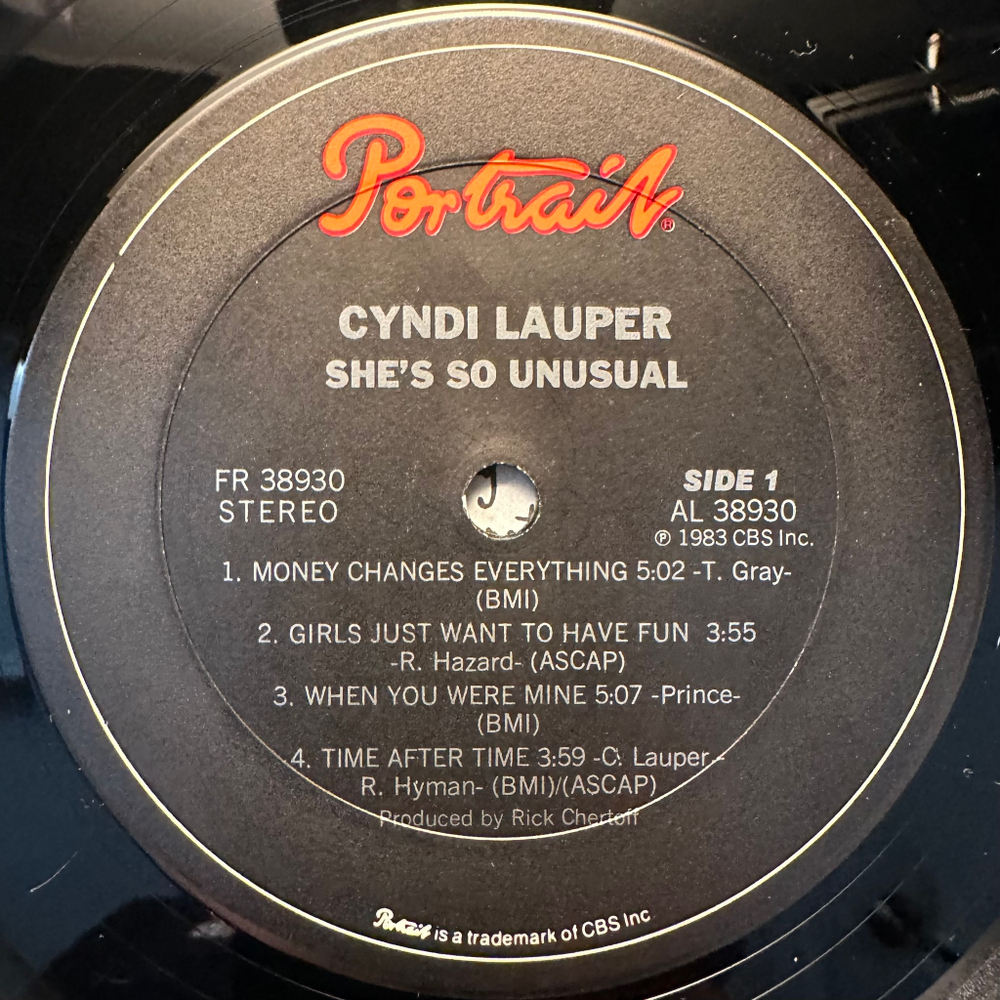 Portrait®
CYNDI LAUPER
SHE'S SO UNUSUAL
FR 38930
STEREO
SIDE 1
AL 38930
℗ 1983 CBS Inc.
1. MONEY CHANGES EVERYTHING 5:02 -T. Gray-
(BMI)
2. GIRLS JUST WANT TO HAVE FUN 3:55
-R. Hazard- (ASCAP)
3. WHEN YOU WERE MINE 5:07 -Prince-
(BMI)
4. TIME AFTER TIME 3:59 -C. Lauper-
R. Hyman- (BMI)/(ASCAP)
Produced by Rick Chertoff
Portrait is a trademark of CBS Inc